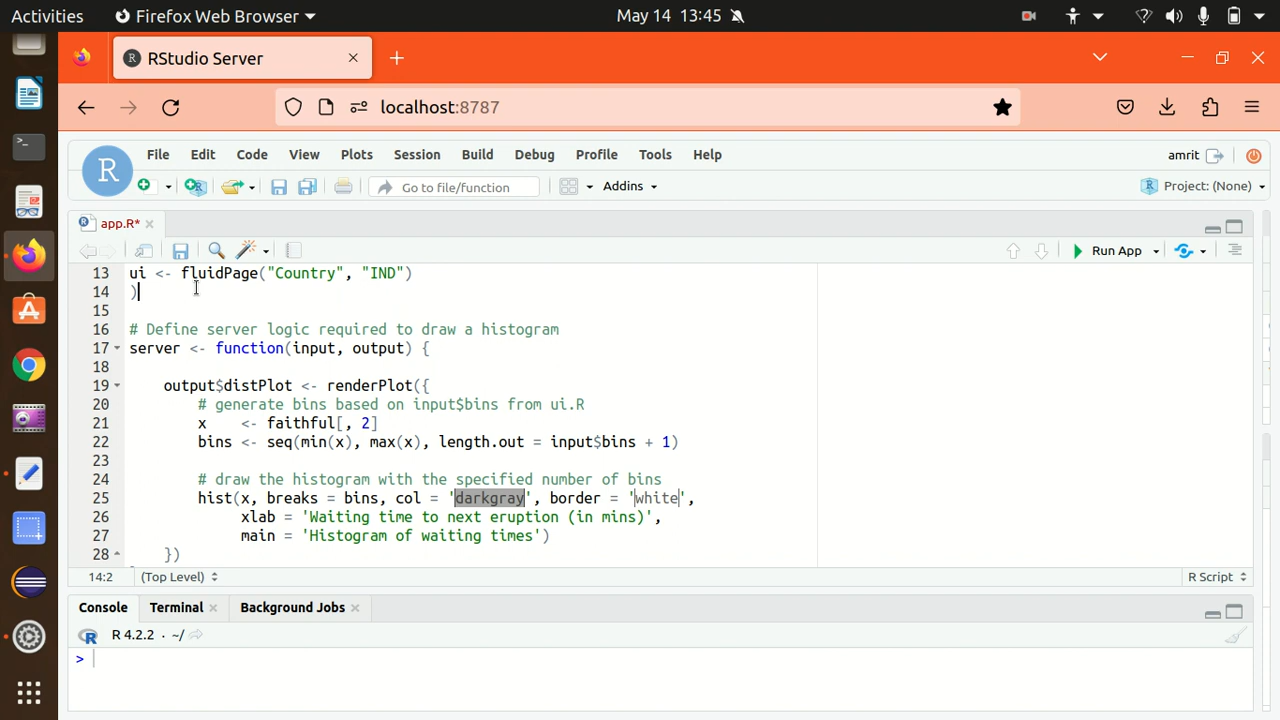 Activities Firefox Web Browser May 14 13:45
RStudio Server
localhost:8787
File Edit Code View Plots Session Build Debug Profile Tools Help amrit
Go to file/function Addins Project: (None)
app.R*
Run App
13 ui <- fluidPage("Country", "IND")
14 )
15
16 # Define server logic required to draw a histogram
17 server <- function(input, output) {
18
19 output$distPlot <- renderPlot({
20 # generate bins based on input$bins from ui.R
21 x <- faithful[, 2]
22 bins <- seq(min(x), max(x), length.out = input$bins + 1)
23
24 # draw the histogram with the specified number of bins
25 hist(x, breaks = bins, col = 'darkgray', border = 'white',
26 xlab = 'Waiting time to next eruption (in mins)',
27 main = 'Histogram of waiting times')
28 })
14:2 (Top Level) R Script
Console Terminal Background Jobs
R 4.2.2 · ~/
>